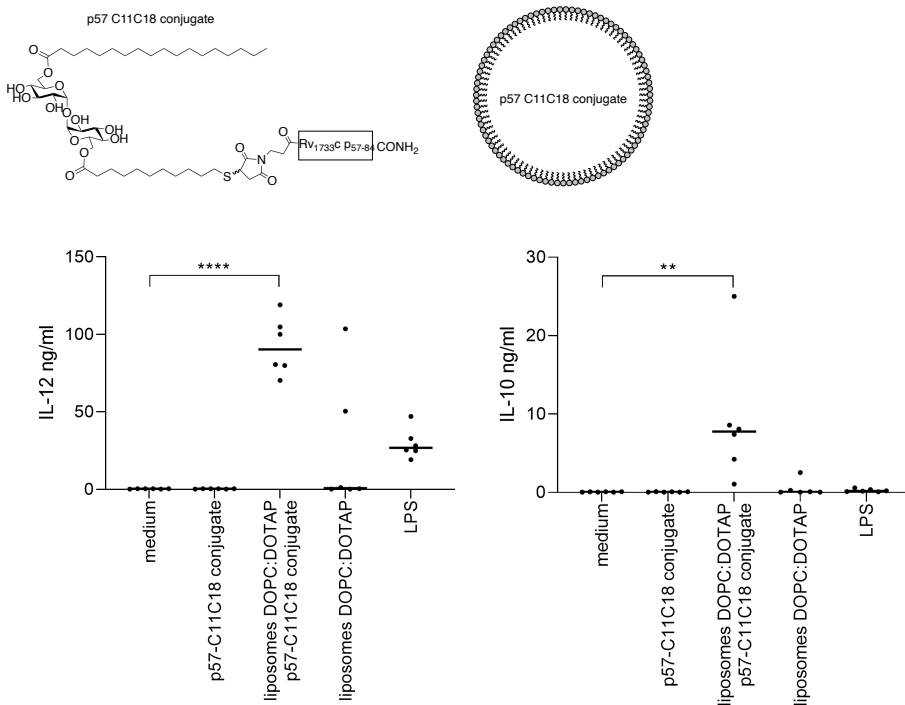 p57 C11C18 conjugate
O
O
O
HO
HO
OH
O
OH
HO
O
OH
OH
O
O
S
O
N
O
O
Rv1733c p57-84
CONH2
p57 C11C18 conjugate
IL-12 ng/ml
150
100
50
0
****
medium
p57-C11C18 conjugate
liposomes DOPC:DOTAP
p57-C11C18 conjugate
liposomes DOPC:DOTAP
LPS
IL-10 ng/ml
30
20
10
0
**
medium
p57-C11C18 conjugate
liposomes DOPC:DOTAP
p57-C11C18 conjugate
liposomes DOPC:DOTAP
LPS